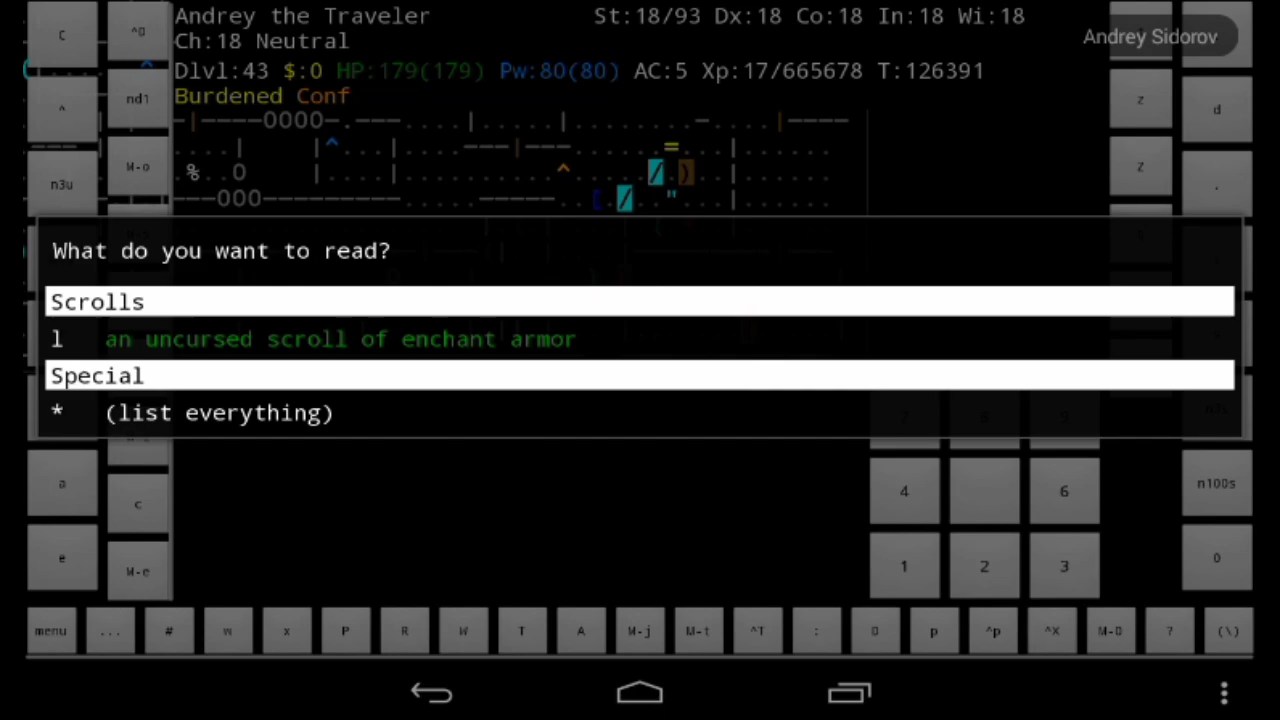 Andrey the Traveler St:18/93 Dx:18 Co:18 In:18 Wi:18
Ch:18 Neutral
Andrey Sidorov
Dlvl:43 $:0 HP:179(179) Pw:80(80) AC:5 Xp:17/665678 T:126391
Burdened Conf
What do you want to read?
Scrolls
l an uncursed scroll of enchant armor
Special
* (list everything)
C
^
n3u
a
e
nd1
M-o
c
M-e
z
Z
d
.
n100s
0
7 8 9
4 6
1 2 3
menu ... # w x P R W T A M-j M-t ^T : O p ^p ^X M-O ? (\)